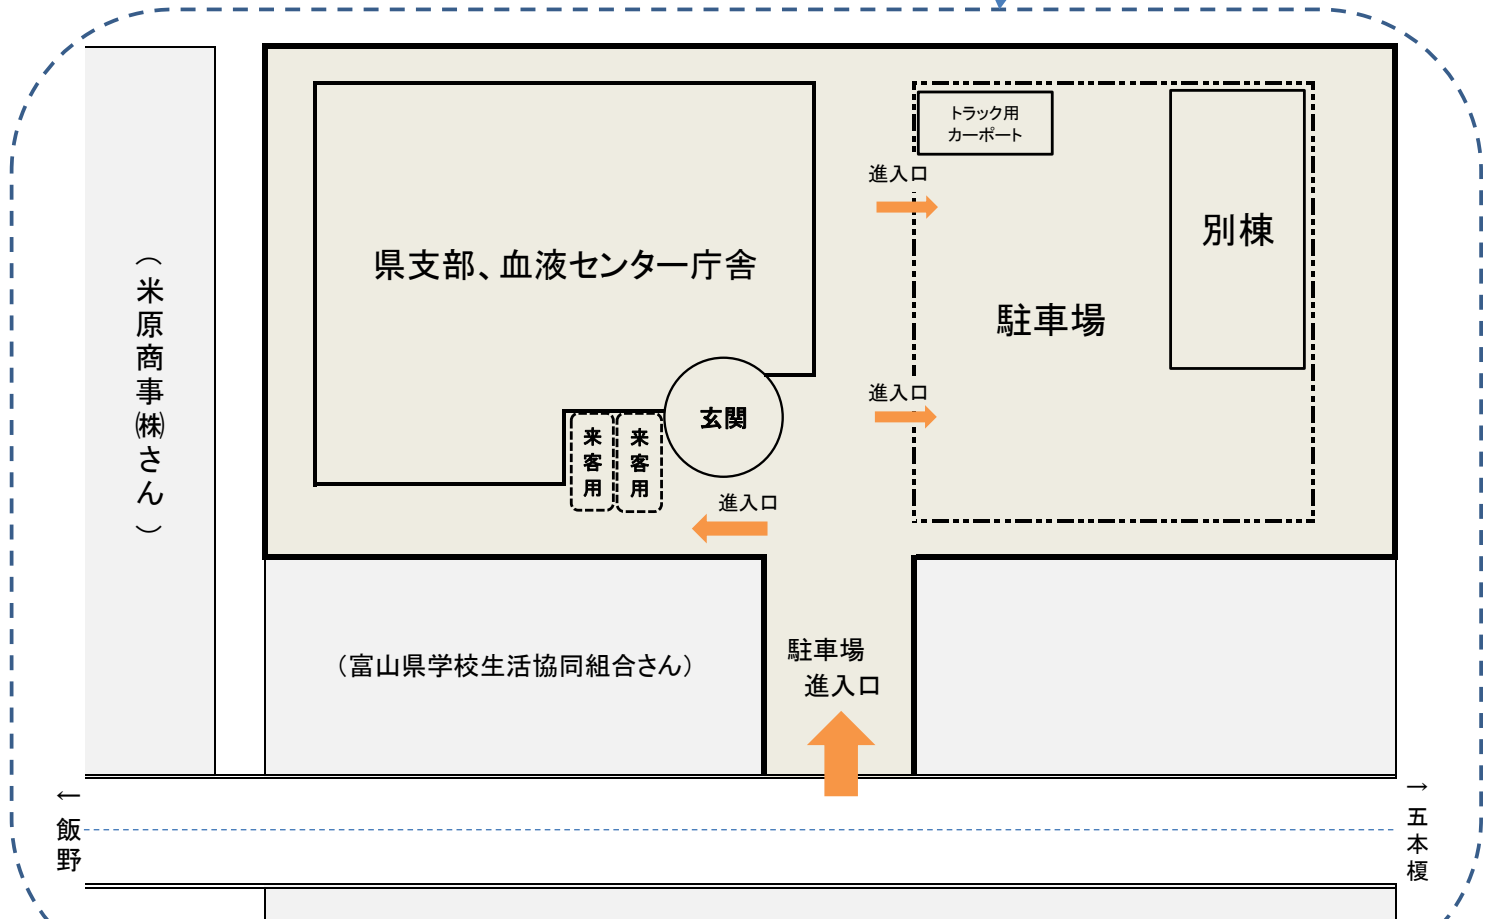 トラック用
カーポート
進入口
別棟
県支部、血液センター庁舎
駐車場
（米原商事㈱さん）
進入口
玄関
来客用
来客用
進入口
（富山県学校生活協同組合さん）
駐車場
進入口
←飯野
→五本榎